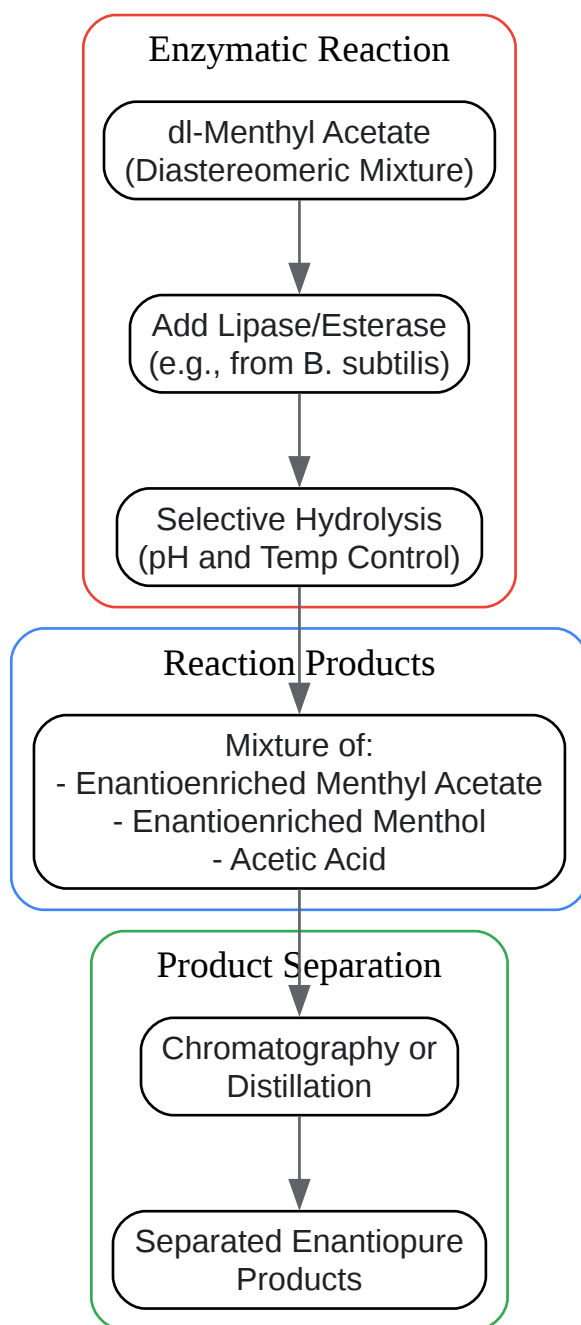 Enzymatic Reaction
dl-Menthyl Acetate
(Diastereomeric Mixture)
Add Lipase/Esterase
(e.g., from B. subtilis)
Selective Hydrolysis
(pH and Temp Control)
Reaction Products
Mixture of:
- Enantioenriched Menthyl Acetate
- Enantioenriched Menthol
- Acetic Acid
Product Separation
Chromatography or
Distillation
Separated Enantiopure
Products